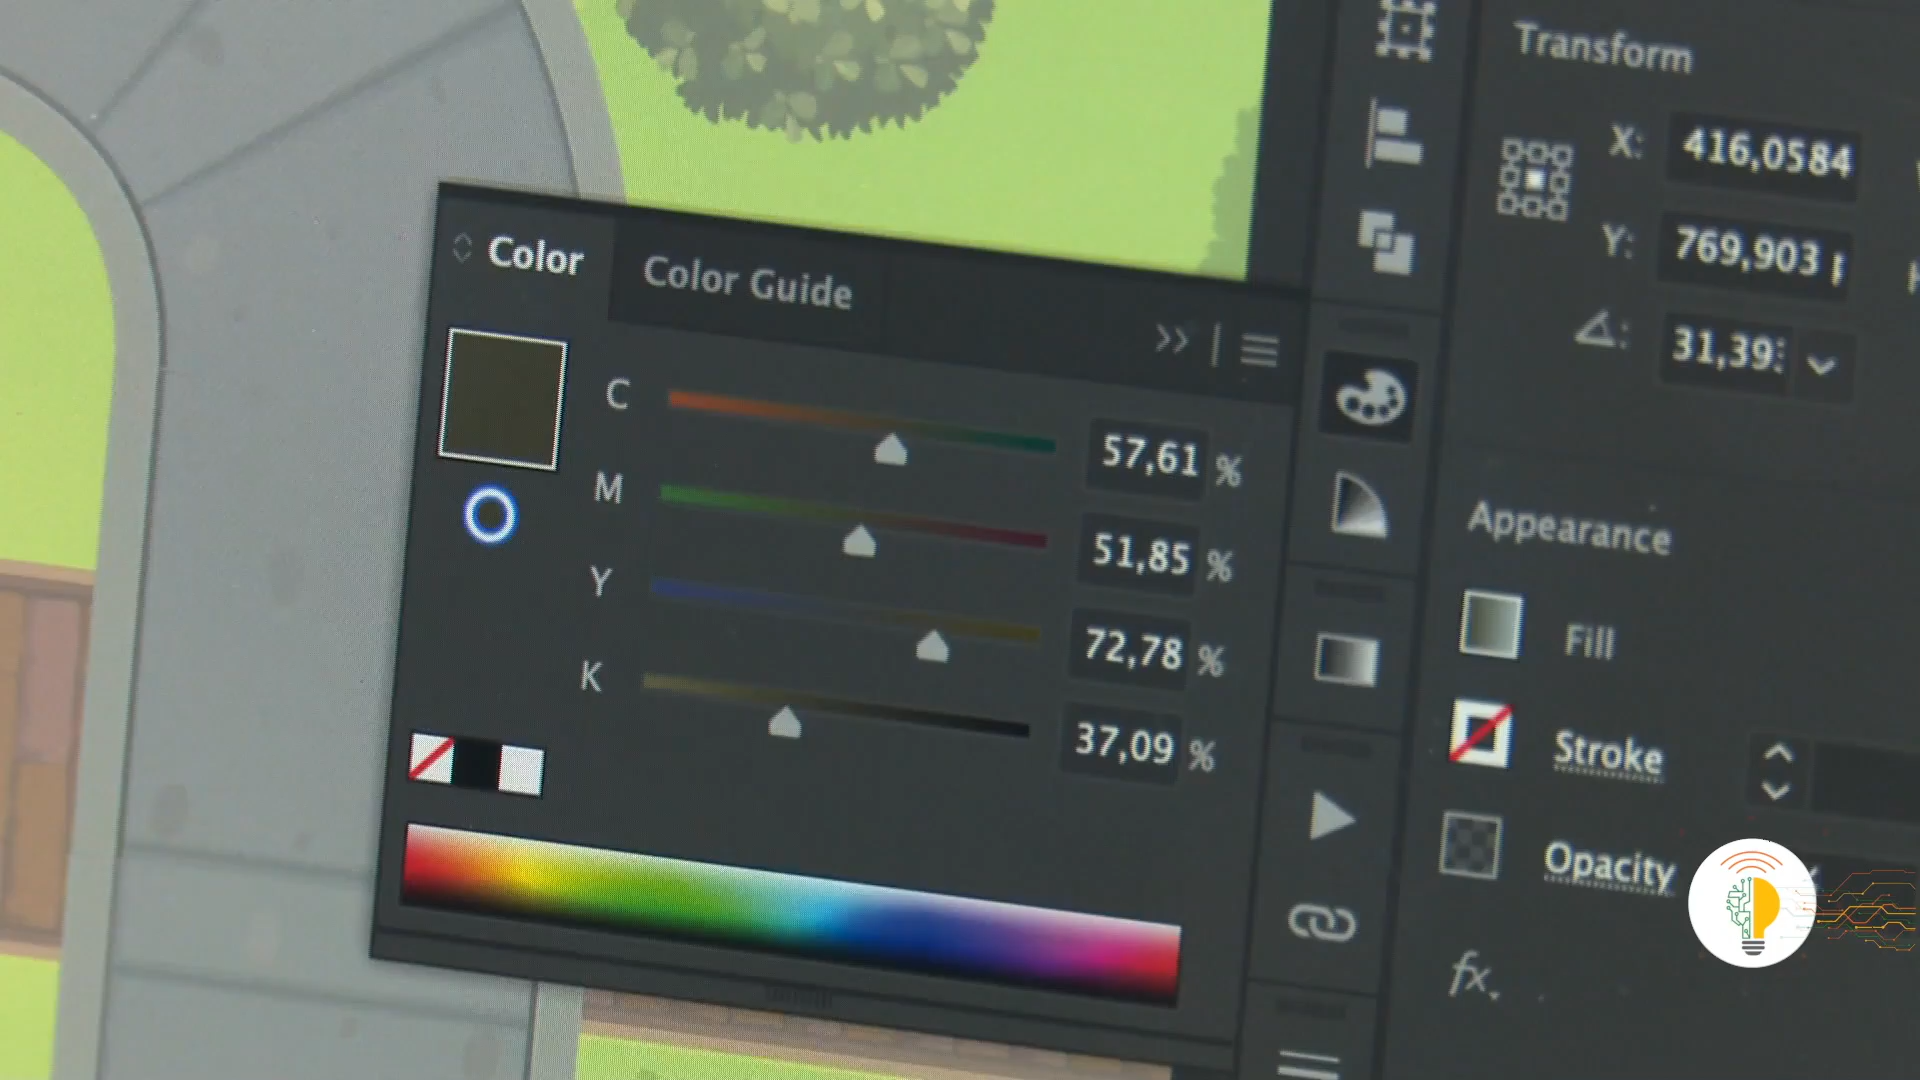 Transform
X: 416,0584
Y: 769,903
31,39
Color
Color Guide
C 57,61 %
M 51,85 %
Y 72,78 %
K 37,09 %
Appearance
Fill
Stroke
Opacity
fx.